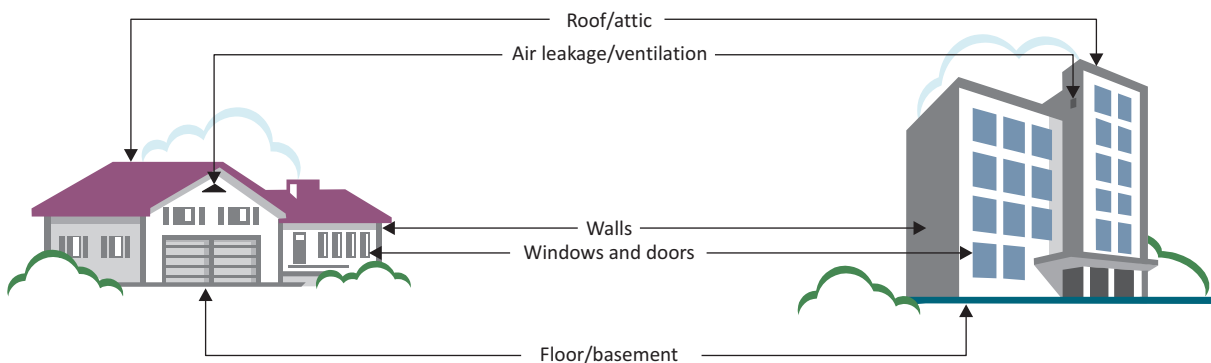 Roof/attic
Air leakage/ventilation
Walls
Windows and doors
Floor/basement